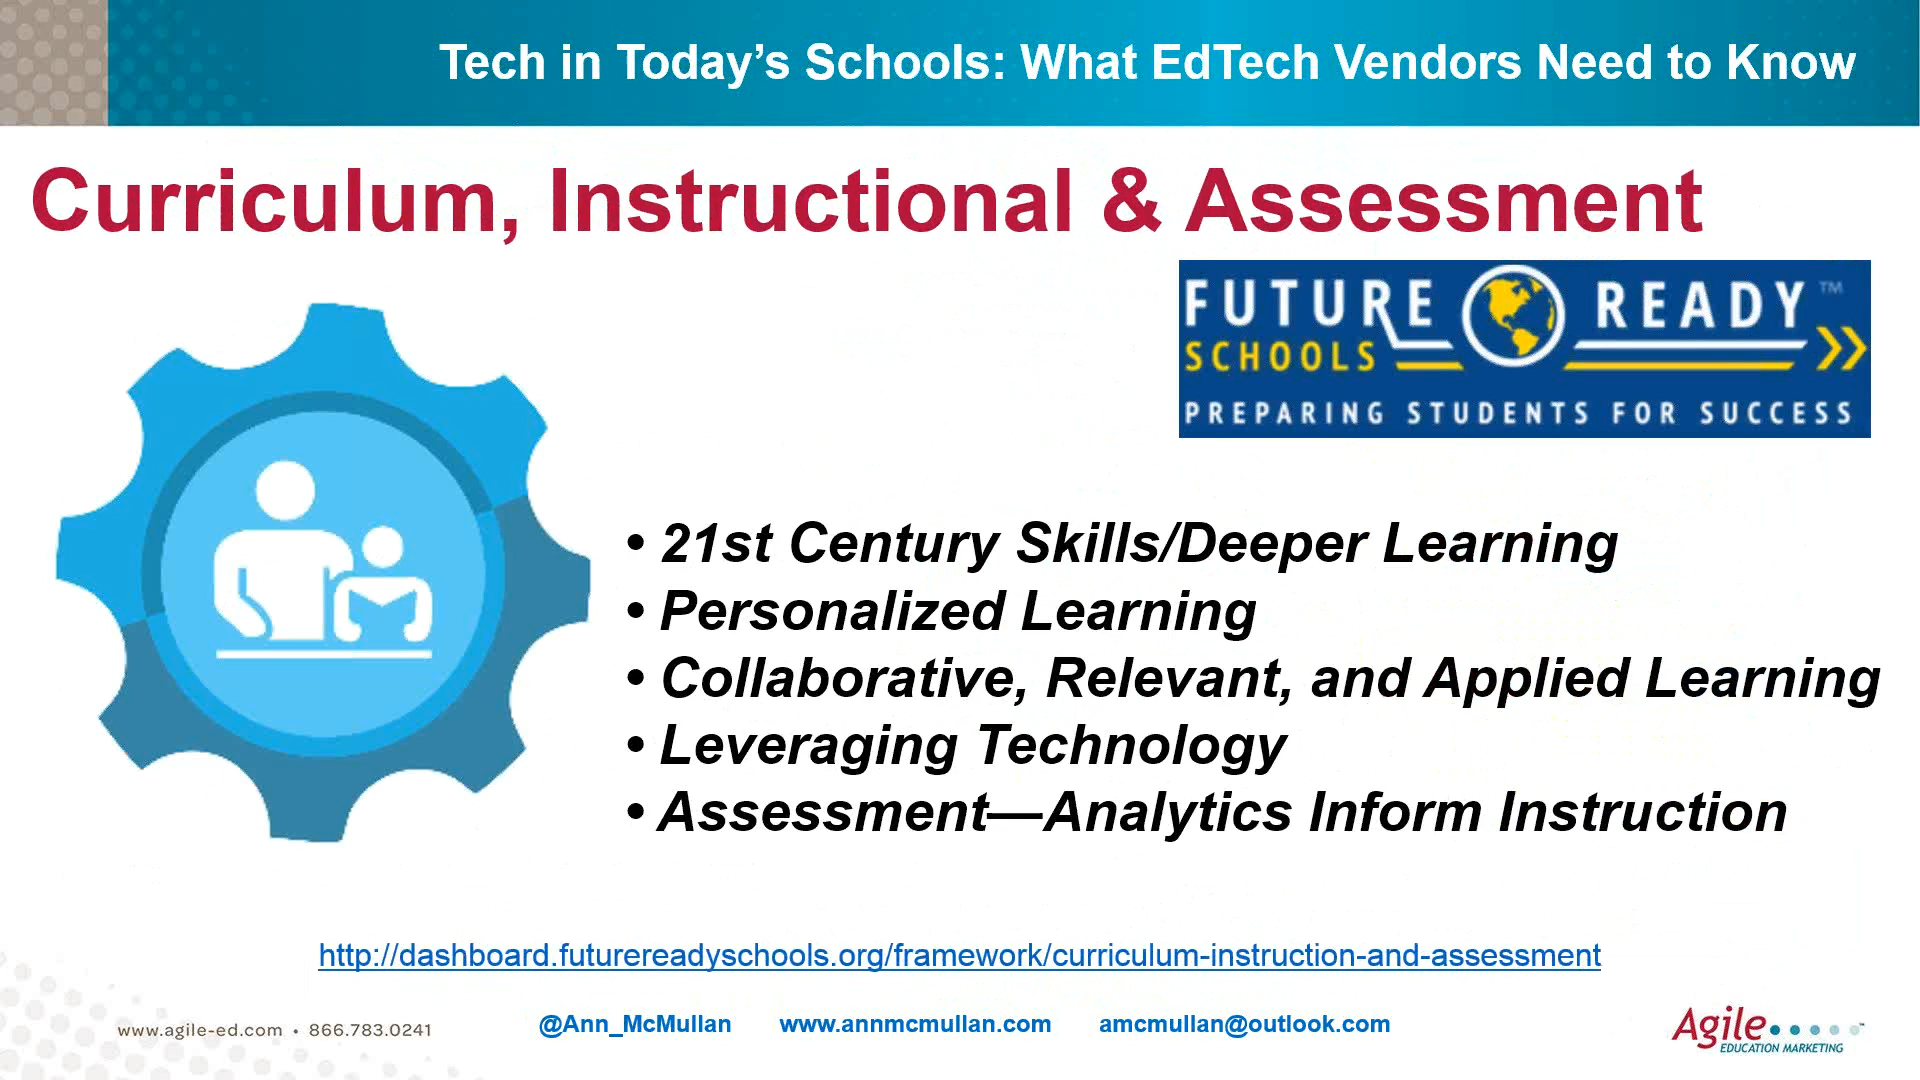 Tech in Today’s Schools: What EdTech Vendors Need to Know
Curriculum, Instructional & Assessment
FUTURE READY™
SCHOOLS
PREPARING STUDENTS FOR SUCCESS
• 21st Century Skills/Deeper Learning
• Personalized Learning
• Collaborative, Relevant, and Applied Learning
• Leveraging Technology
• Assessment—Analytics Inform Instruction
http://dashboard.futurereadyschools.org/framework/curriculum-instruction-and-assessment
www.agile-ed.com • 866.783.0241
@Ann_McMullan www.annmcmullan.com amcmullan@outlook.com
Agile™
EDUCATION MARKETING